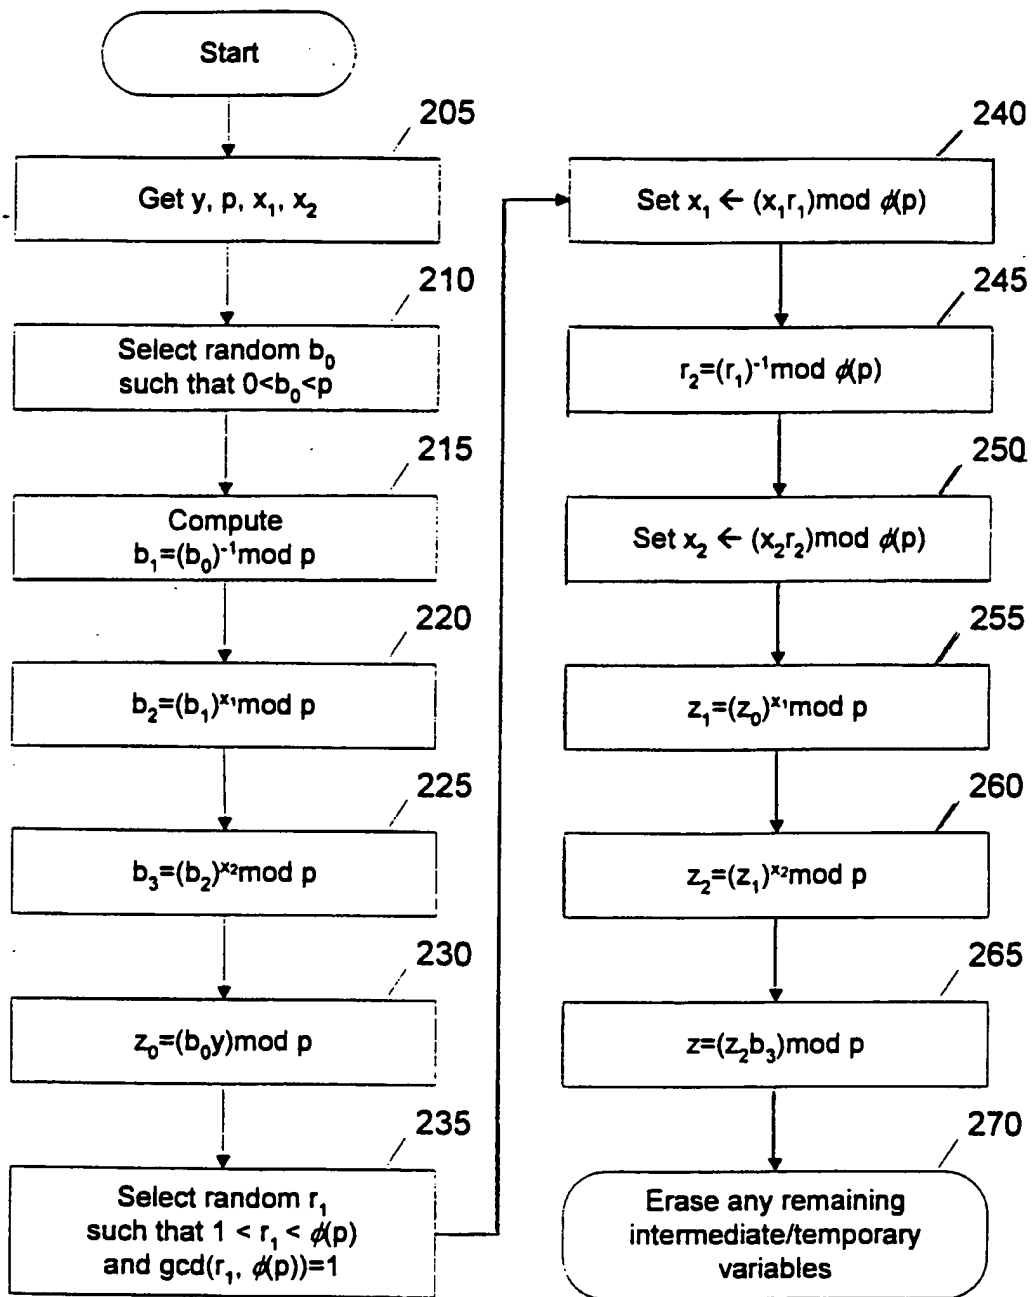 Start
205
Get y, p, x₁, x₂
210
Select random b₀
such that 0<b₀<p
215
Compute
b₁=(b₀)⁻¹mod p
220
b₂=(b₁)^x₁mod p
225
b₃=(b₂)^x₂mod p
230
z₀=(b₀y)mod p
235
Select random r₁
such that 1 < r₁ < ϕ(p)
and gcd(r₁, ϕ(p))=1
240
Set x₁ ← (x₁r₁)mod ϕ(p)
245
r₂=(r₁)⁻¹mod ϕ(p)
250
Set x₂ ← (x₂r₂)mod ϕ(p)
255
z₁=(z₀)^x₁mod p
260
z₂=(z₁)^x₂mod p
265
z=(z₂b₃)mod p
270
Erase any remaining
intermediate/temporary
variables